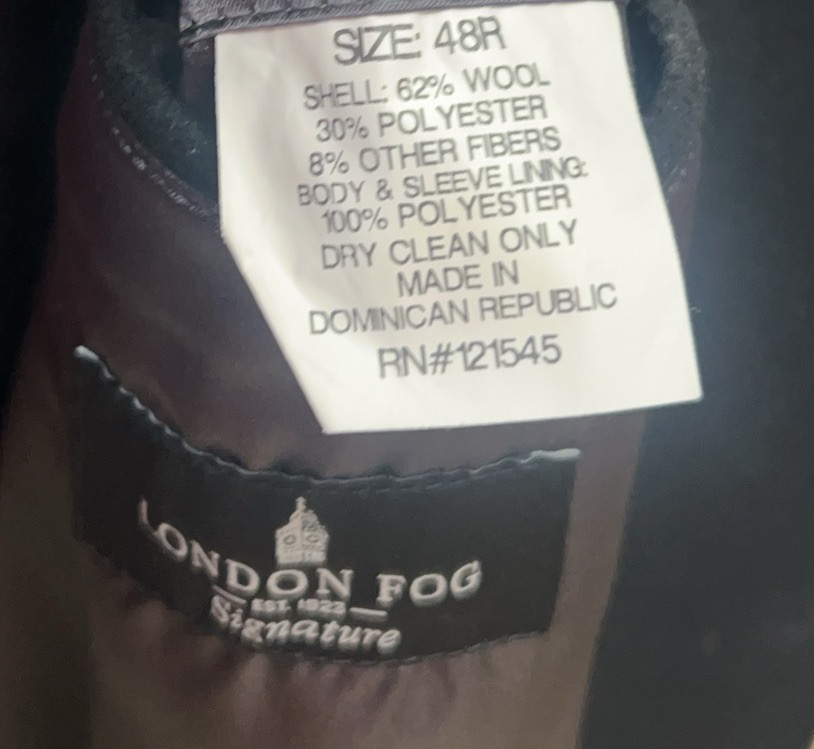 SIZE: 48R
SHELL: 62% WOOL
30% POLYESTER
8% OTHER FIBERS
BODY & SLEEVE LINING:
100% POLYESTER
DRY CLEAN ONLY
MADE IN
DOMINICAN REPUBLIC
RN#121545
LONDON FOG
EST. 1923
Signature